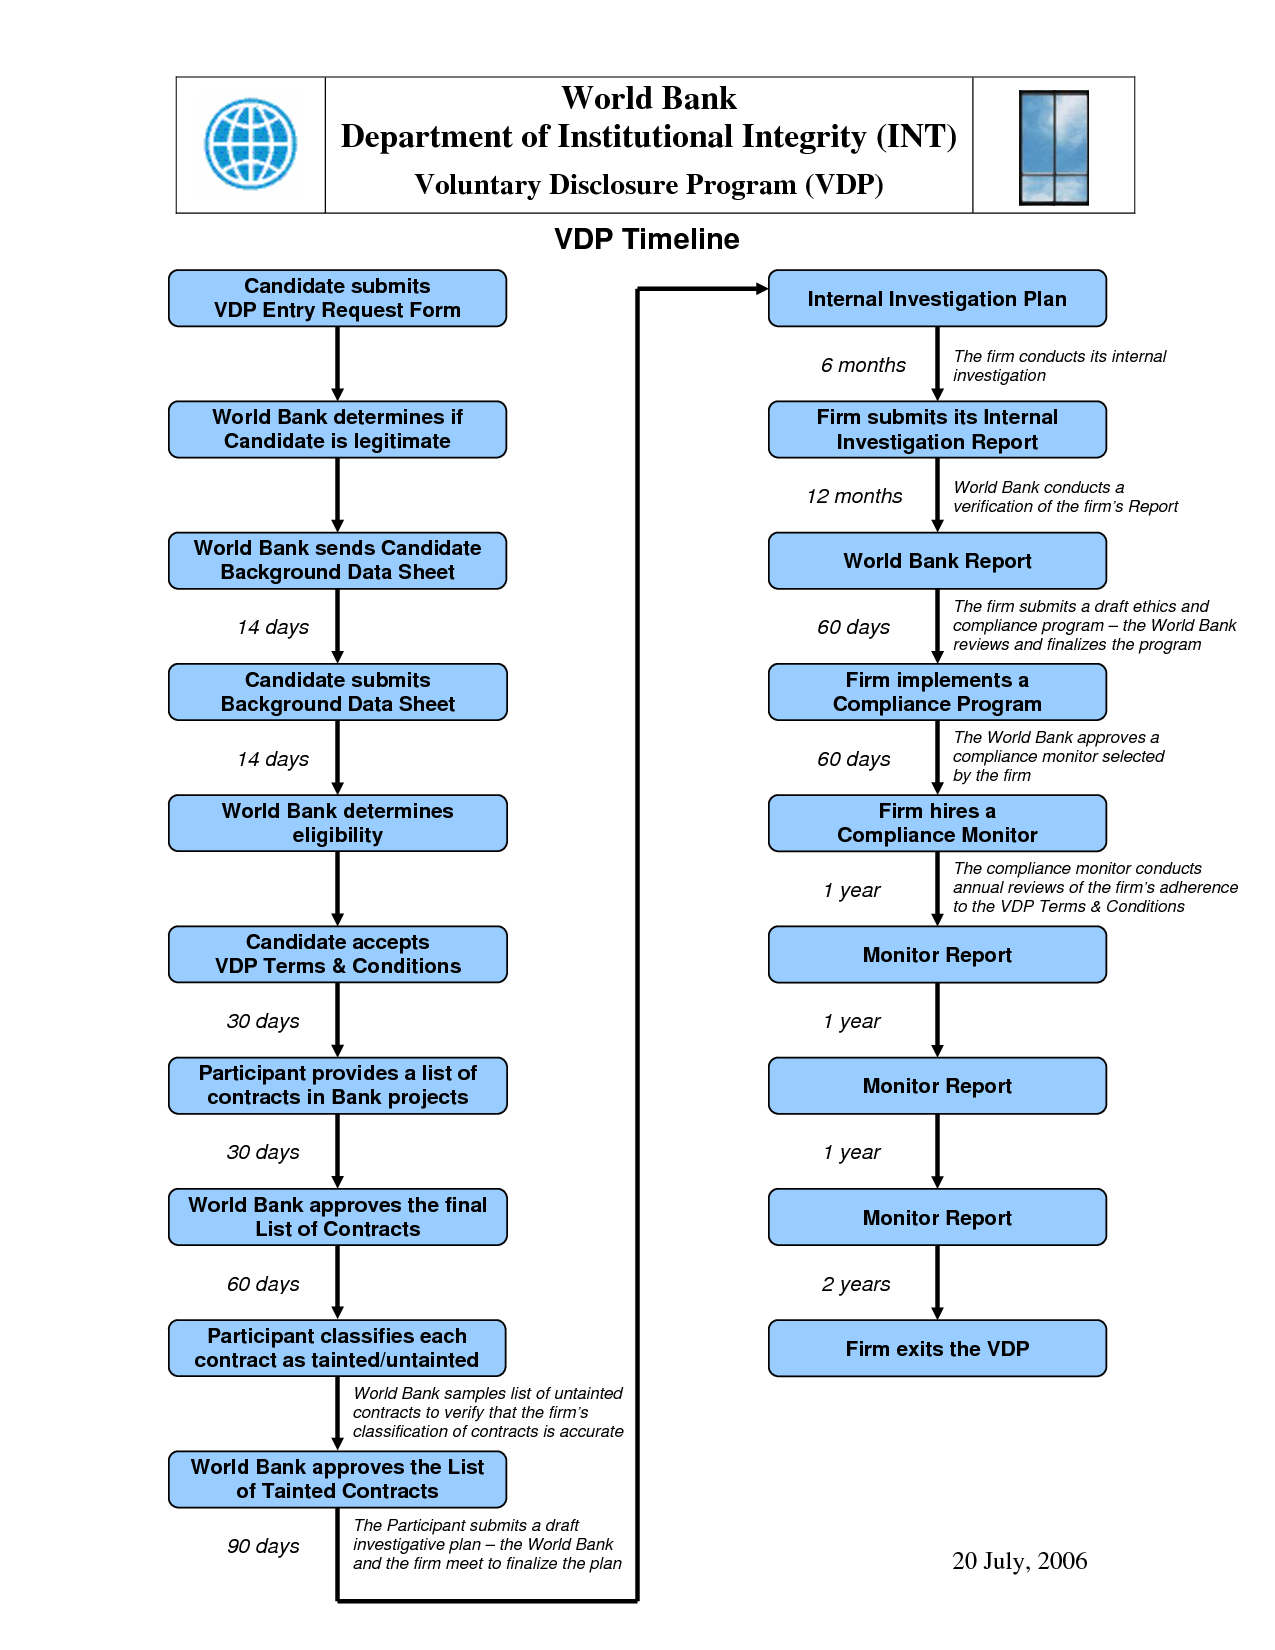 World Bank
Department of Institutional Integrity (INT)
Voluntary Disclosure Program (VDP)
VDP Timeline
Candidate submits
VDP Entry Request Form
World Bank determines if
Candidate is legitimate
World Bank sends Candidate
Background Data Sheet
14 days
Candidate submits
Background Data Sheet
14 days
World Bank determines
eligibility
Candidate accepts
VDP Terms & Conditions
30 days
Participant provides a list of
contracts in Bank projects
30 days
World Bank approves the final
List of Contracts
60 days
Participant classifies each
contract as tainted/untainted
World Bank samples list of untainted
contracts to verify that the firm's
classification of contracts is accurate
World Bank approves the List
of Tainted Contracts
90 days
The Participant submits a draft
investigative plan – the World Bank
and the firm meet to finalize the plan
Internal Investigation Plan
6 months
The firm conducts its internal
investigation
Firm submits its Internal
Investigation Report
12 months
World Bank conducts a
verification of the firm's Report
World Bank Report
60 days
The firm submits a draft ethics and
compliance program – the World Bank
reviews and finalizes the program
Firm implements a
Compliance Program
60 days
The World Bank approves a
compliance monitor selected
by the firm
Firm hires a
Compliance Monitor
1 year
The compliance monitor conducts
annual reviews of the firm's adherence
to the VDP Terms & Conditions
Monitor Report
1 year
Monitor Report
1 year
Monitor Report
2 years
Firm exits the VDP
20 July, 2006